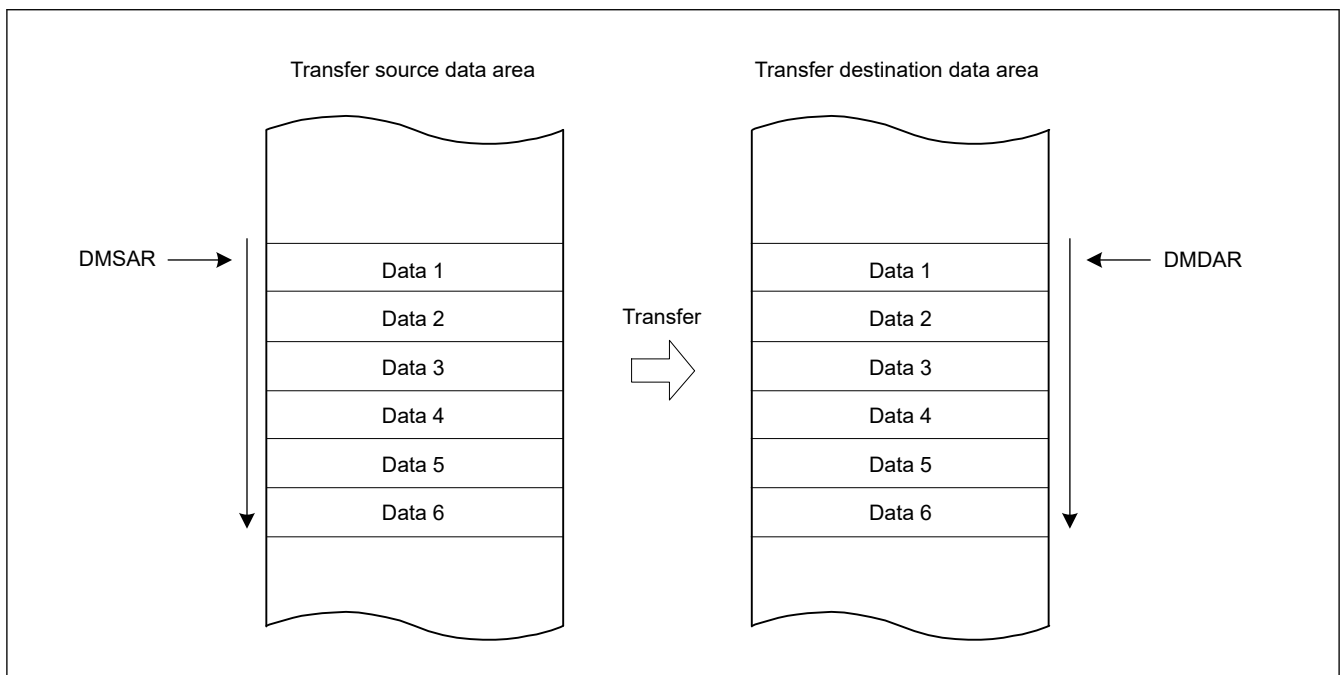 Transfer source data area
Transfer destination data area
DMSAR
Data 1
Data 1
DMDAR
Data 2
Transfer
Data 2
Data 3
Data 3
Data 4
Data 4
Data 5
Data 5
Data 6
Data 6